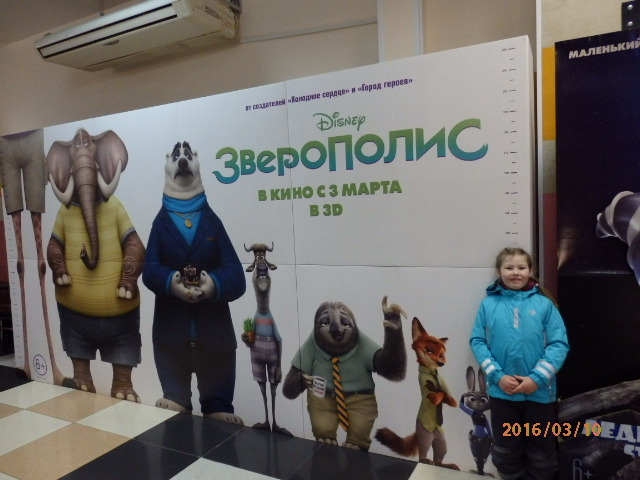 от создателей «Холодное сердце» и «Город героев»
Disney
Зверополис
В КИНО С 3 МАРТА
В 3D
6+
МАЛЕНЬКИЙ
2016/03/10
6+